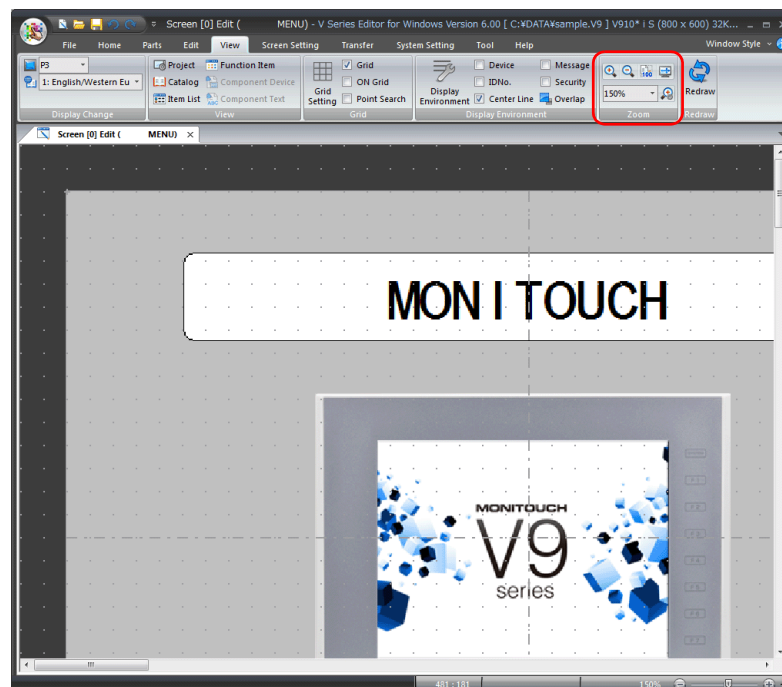 Screen [0] Edit ( MENU) - V Series Editor for Windows Version 6.00 [ C:¥DATA¥sample.V9 ] V910* i S (800 x 600) 32K...
File Home Parts Edit View Screen Setting Transfer System Setting Tool Help Window Style
P3 Project Function Item Grid Device Message
1: English/Western Eu Catalog Component Device ON Grid IDNo. Security 150% Redraw
Item List Component Text Grid Setting Point Search Display Environment Center Line Overlap
Display Change View Grid Display Environment Zoom Redraw
Screen [0] Edit ( MENU) ×
MONITOUCH
MONITOUCH
V9
series
481 : 181 150%